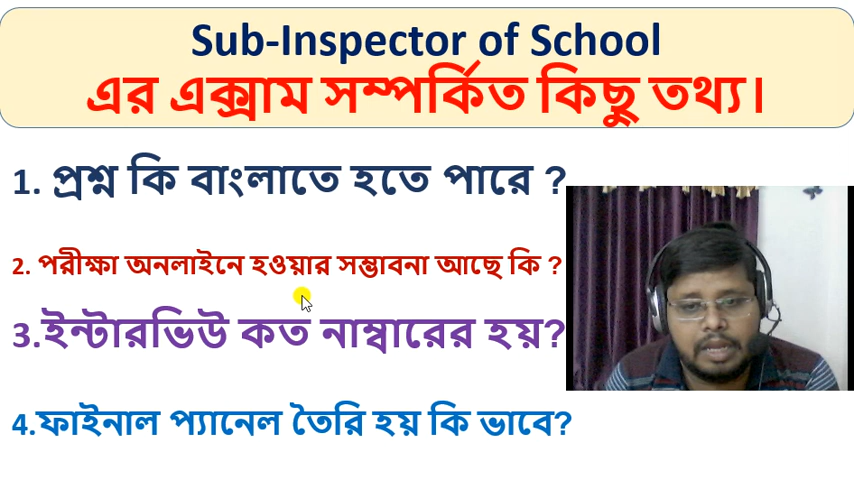 Sub-Inspector of School
এর এক্সাম সম্পর্কিত কিছু তথ্য।
1. প্রশ্ন কি বাংলাতে হতে পারে ?
2. পরীক্ষা অনলাইনে হওয়ার সম্ভাবনা আছে কি ?
3.ইন্টারভিউ কত নাম্বারের হয়?
4.ফাইনাল প্যানেল তৈরি হয় কি ভাবে?